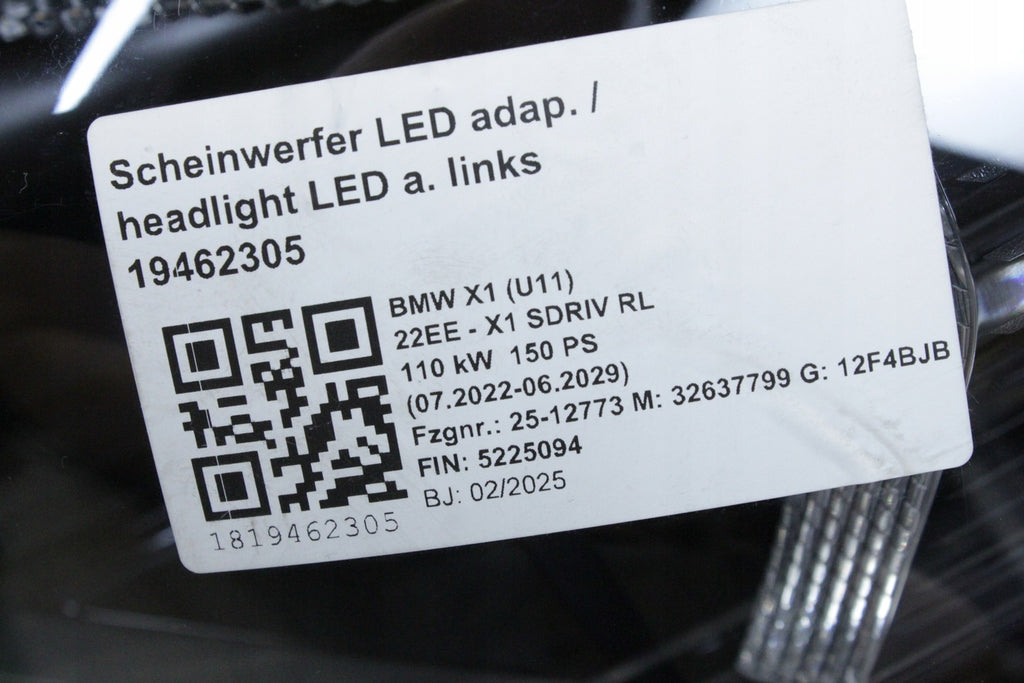 Scheinwerfer LED adap. /
headlight LED a. links
19462305
BMW X1 (U11)
22EE - X1 SDRIV RL
110 kW 150 PS
(07.2022-06.2029)
Fzgnr.: 25-12773 M: 32637799 G: 12F4BJB
FIN: 5225094
BJ: 02/2025
1819462305